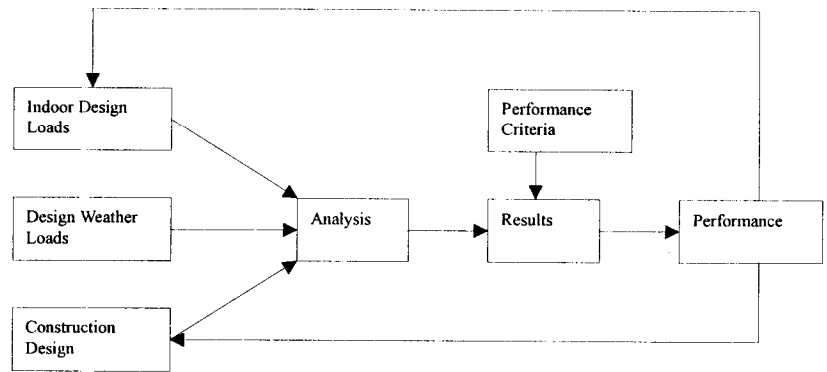 Indoor Design
Loads
Performance
Criteria
Design Weather
Loads
Analysis
Results
Performance
Construction
Design